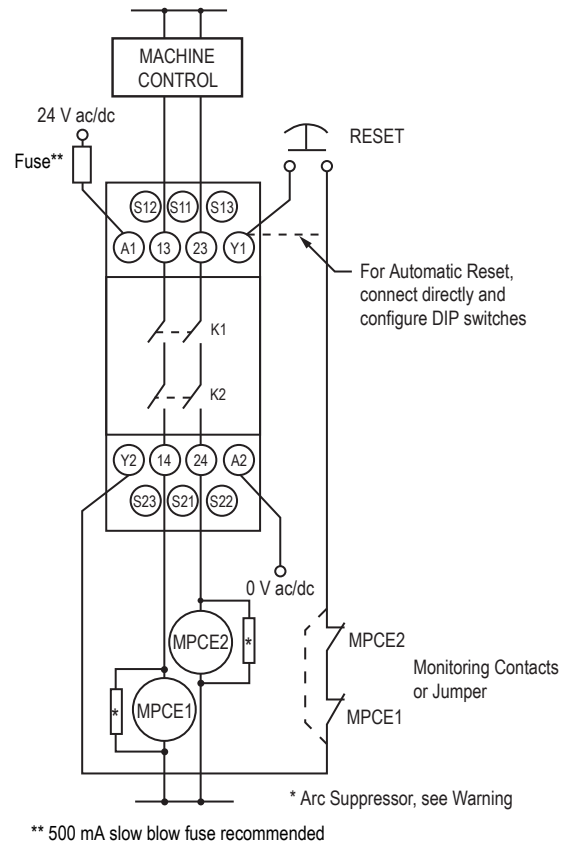 MACHINE
CONTROL
24 V ac/dc
RESET
Fuse**
S12 S11 S13
A1 13 23 Y1
For Automatic Reset,
connect directly and
configure DIP switches
K1
K2
Y2 14 24 A2
S23 S21 S22
0 V ac/dc
MPCE2
*
MPCE2
Monitoring Contacts
or Jumper
*
MPCE1
MPCE1
* Arc Suppressor, see Warning
** 500 mA slow blow fuse recommended